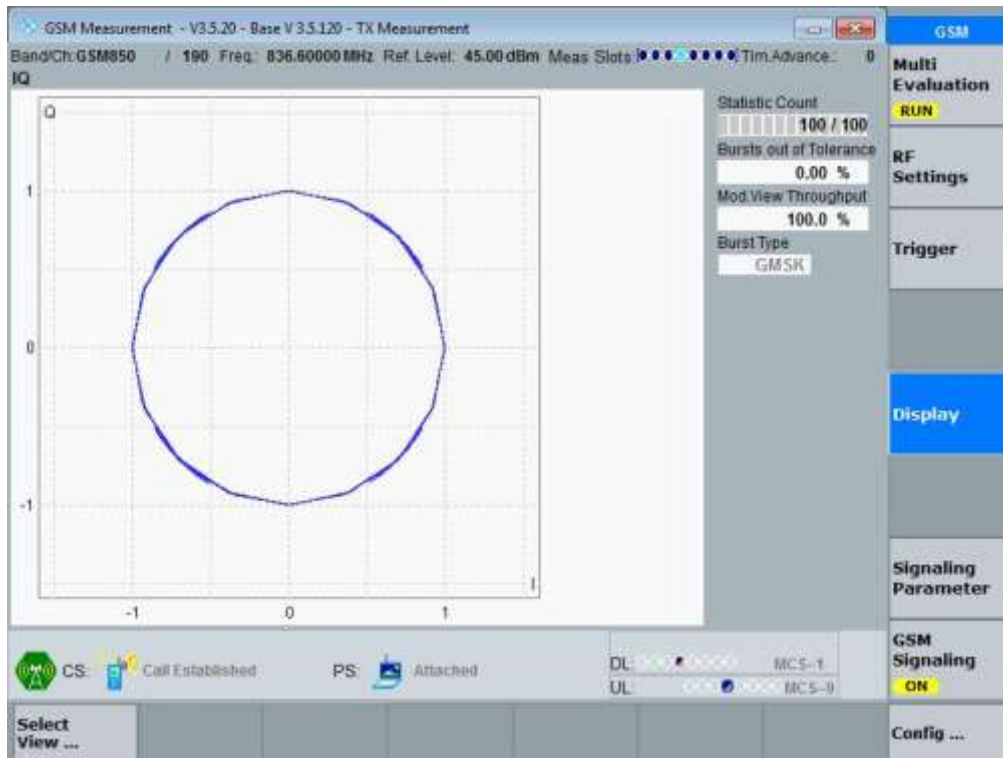 GSM Measurement - V3.5.20 - Base V 3.5.120 - TX Measurement
GSM
Band/Ch: GSM850 / 190 Freq.: 836.60000 MHz Ref. Level: 45.00 dBm Meas Slots: Tim.Advance.: 0
IQ
Q
1
0
-1
-1 0 1
I
Statistic Count
100 / 100
Bursts out of Tolerance
0.00 %
Mod.View Throughput
100.0 %
Burst Type
GMSK
Multi
Evaluation
RUN
RF
Settings
Trigger
Display
Signaling
Parameter
GSM
Signaling
ON
Config ...
CS: Call Established PS: Attached
DL: MCS-1
UL: MCS-9
Select
View ...